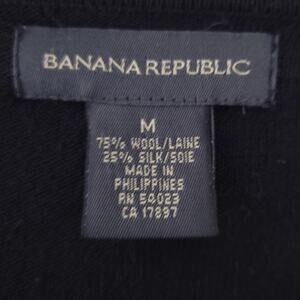 BANANA REPUBLIC
M
75% WOOL/LAINE
25% SILK/SOIE
MADE IN
PHILIPPINES
RN 54023
CA 17897